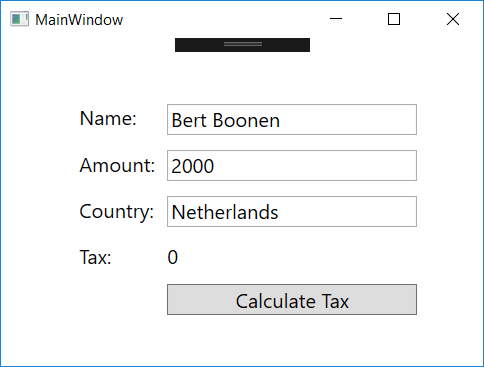 MainWindow
Name: Bert Boonen
Amount: 2000
Country: Netherlands
Tax: 0
Calculate Tax